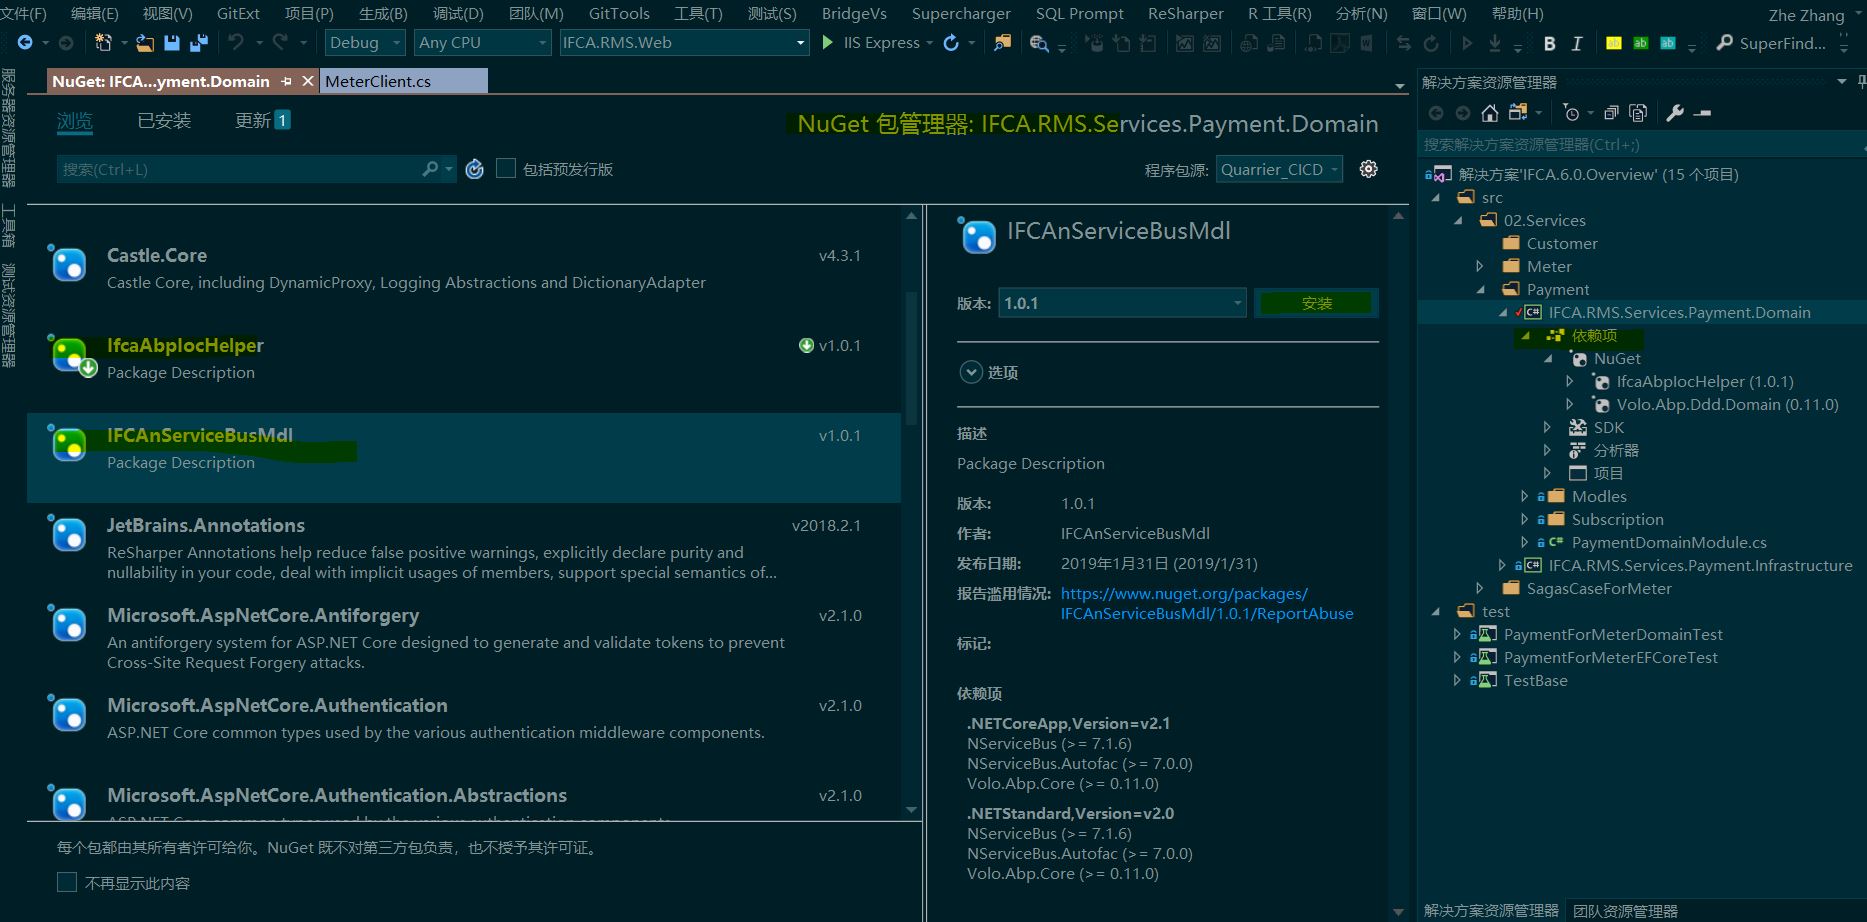 文件(F) 编辑(E) 视图(V) GitExt 项目(P) 生成(B) 调试(D) 团队(M) GitTools 工具(T) 测试(S) BridgeVs Supercharger SQL Prompt ReSharper R 工具(R) 分析(N) 窗口(W) 帮助(H) Zhe Zhang
Debug Any CPU IFCA.RMS.Web IIS Express B I ab ab ab SuperFind...
服务器资源管理器
工具箱
测试资源管理器
NuGet: IFCA...yment.Domain MeterClient.cs
浏览 已安装 更新 1
NuGet 包管理器: IFCA.RMS.Services.Payment.Domain
搜索(Ctrl+L) 包括预发行版 程序包源: Quarrier_CICD
Castle.Core v4.3.1
Castle Core, including DynamicProxy, Logging Abstractions and DictionaryAdapter
IfcaAbpIocHelper v1.0.1
Package Description
IFCAnServiceBusMdl v1.0.1
Package Description
JetBrains.Annotations v2018.2.1
ReSharper Annotations help reduce false positive warnings, explicitly declare purity and
nullability in your code, deal with implicit usages of members, support special semantics of...
Microsoft.AspNetCore.Antiforgery v2.1.0
An antiforgery system for ASP.NET Core designed to generate and validate tokens to prevent
Cross-Site Request Forgery attacks.
Microsoft.AspNetCore.Authentication v2.1.0
ASP.NET Core common types used by the various authentication middleware components.
Microsoft.AspNetCore.Authentication.Abstractions v2.1.0
ASP.NET Core common types used by the various authentication components.
每个包都由其所有者许可给你。NuGet 既不对第三方包负责，也不授予其许可证。
不再显示此内容
IFCAnServiceBusMdl
版本: 1.0.1 安装
选项
描述
Package Description
版本: 1.0.1
作者: IFCAnServiceBusMdl
发布日期: 2019年1月31日 (2019/1/31)
报告滥用情况: https://www.nuget.org/packages/
IFCAnServiceBusMdl/1.0.1/ReportAbuse
标记:
依赖项
.NETCoreApp,Version=v2.1
NServiceBus (>= 7.1.6)
NServiceBus.Autofac (>= 7.0.0)
Volo.Abp.Core (>= 0.11.0)
.NETStandard,Version=v2.0
NServiceBus (>= 7.1.6)
NServiceBus.Autofac (>= 7.0.0)
Volo.Abp.Core (>= 0.11.0)
解决方案资源管理器
搜索解决方案资源管理器(Ctrl+;)
解决方案'IFCA.6.0.Overview' (15 个项目)
src
02.Services
Customer
Meter
Payment
C# IFCA.RMS.Services.Payment.Domain
依赖项
NuGet
IfcaAbpIocHelper (1.0.1)
Volo.Abp.Ddd.Domain (0.11.0)
SDK
分析器
项目
Modles
Subscription
C# PaymentDomainModule.cs
C# IFCA.RMS.Services.Payment.Infrastructure
SagasCaseForMeter
test
PaymentForMeterDomainTest
PaymentForMeterEFCoreTest
TestBase
解决方案资源管理器 团队资源管理器